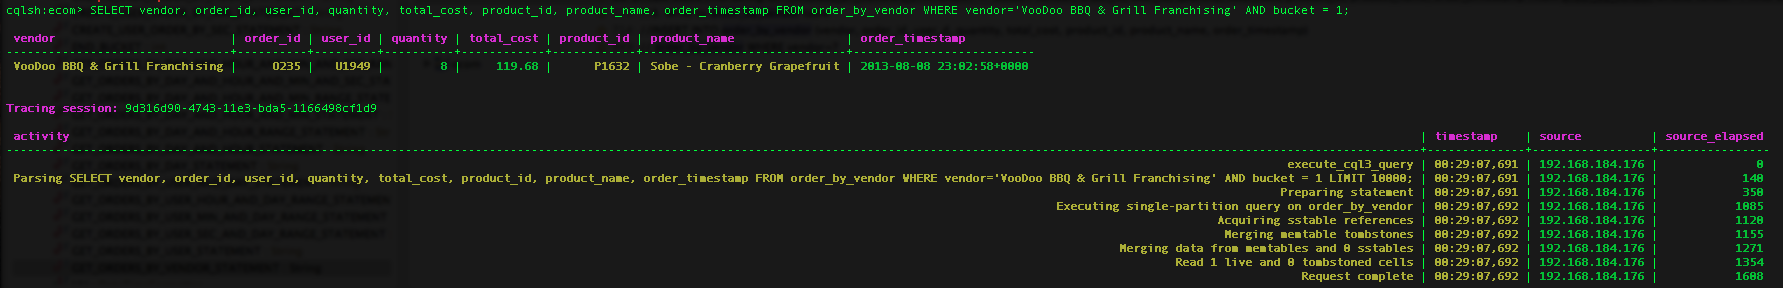 cqlsh:ecom> SELECT vendor, order_id, user_id, quantity, total_cost, product_id, product_name, order_timestamp FROM order_by_vendor WHERE vendor='VooDoo BBQ & Grill Franchising' AND bucket = 1;
vendor | order_id | user_id | quantity | total_cost | product_id | product_name | order_timestamp
VooDoo BBQ & Grill Franchising | O235 | U1949 | 8 | 119.68 | P1632 | Sobe - Cranberry Grapefruit | 2013-08-08 23:02:58+0000
Tracing session: 9d316d90-4743-11e3-bda5-1166498cf1d9
activity | timestamp | source | source_elapsed
execute_cql3_query | 00:29:07,691 | 192.168.184.176 | 0
Parsing SELECT vendor, order_id, user_id, quantity, total_cost, product_id, product_name, order_timestamp FROM order_by_vendor WHERE vendor='VooDoo BBQ & Grill Franchising' AND bucket = 1 LIMIT 10000; | 00:29:07,691 | 192.168.184.176 | 140
Preparing statement | 00:29:07,691 | 192.168.184.176 | 350
Executing single-partition query on order_by_vendor | 00:29:07,692 | 192.168.184.176 | 1085
Acquiring sstable references | 00:29:07,692 | 192.168.184.176 | 1120
Merging memtable tombstones | 00:29:07,692 | 192.168.184.176 | 1155
Merging data from memtables and 0 sstables | 00:29:07,692 | 192.168.184.176 | 1271
Read 1 live and 0 tombstoned cells | 00:29:07,692 | 192.168.184.176 | 1354
Request complete | 00:29:07,692 | 192.168.184.176 | 1608